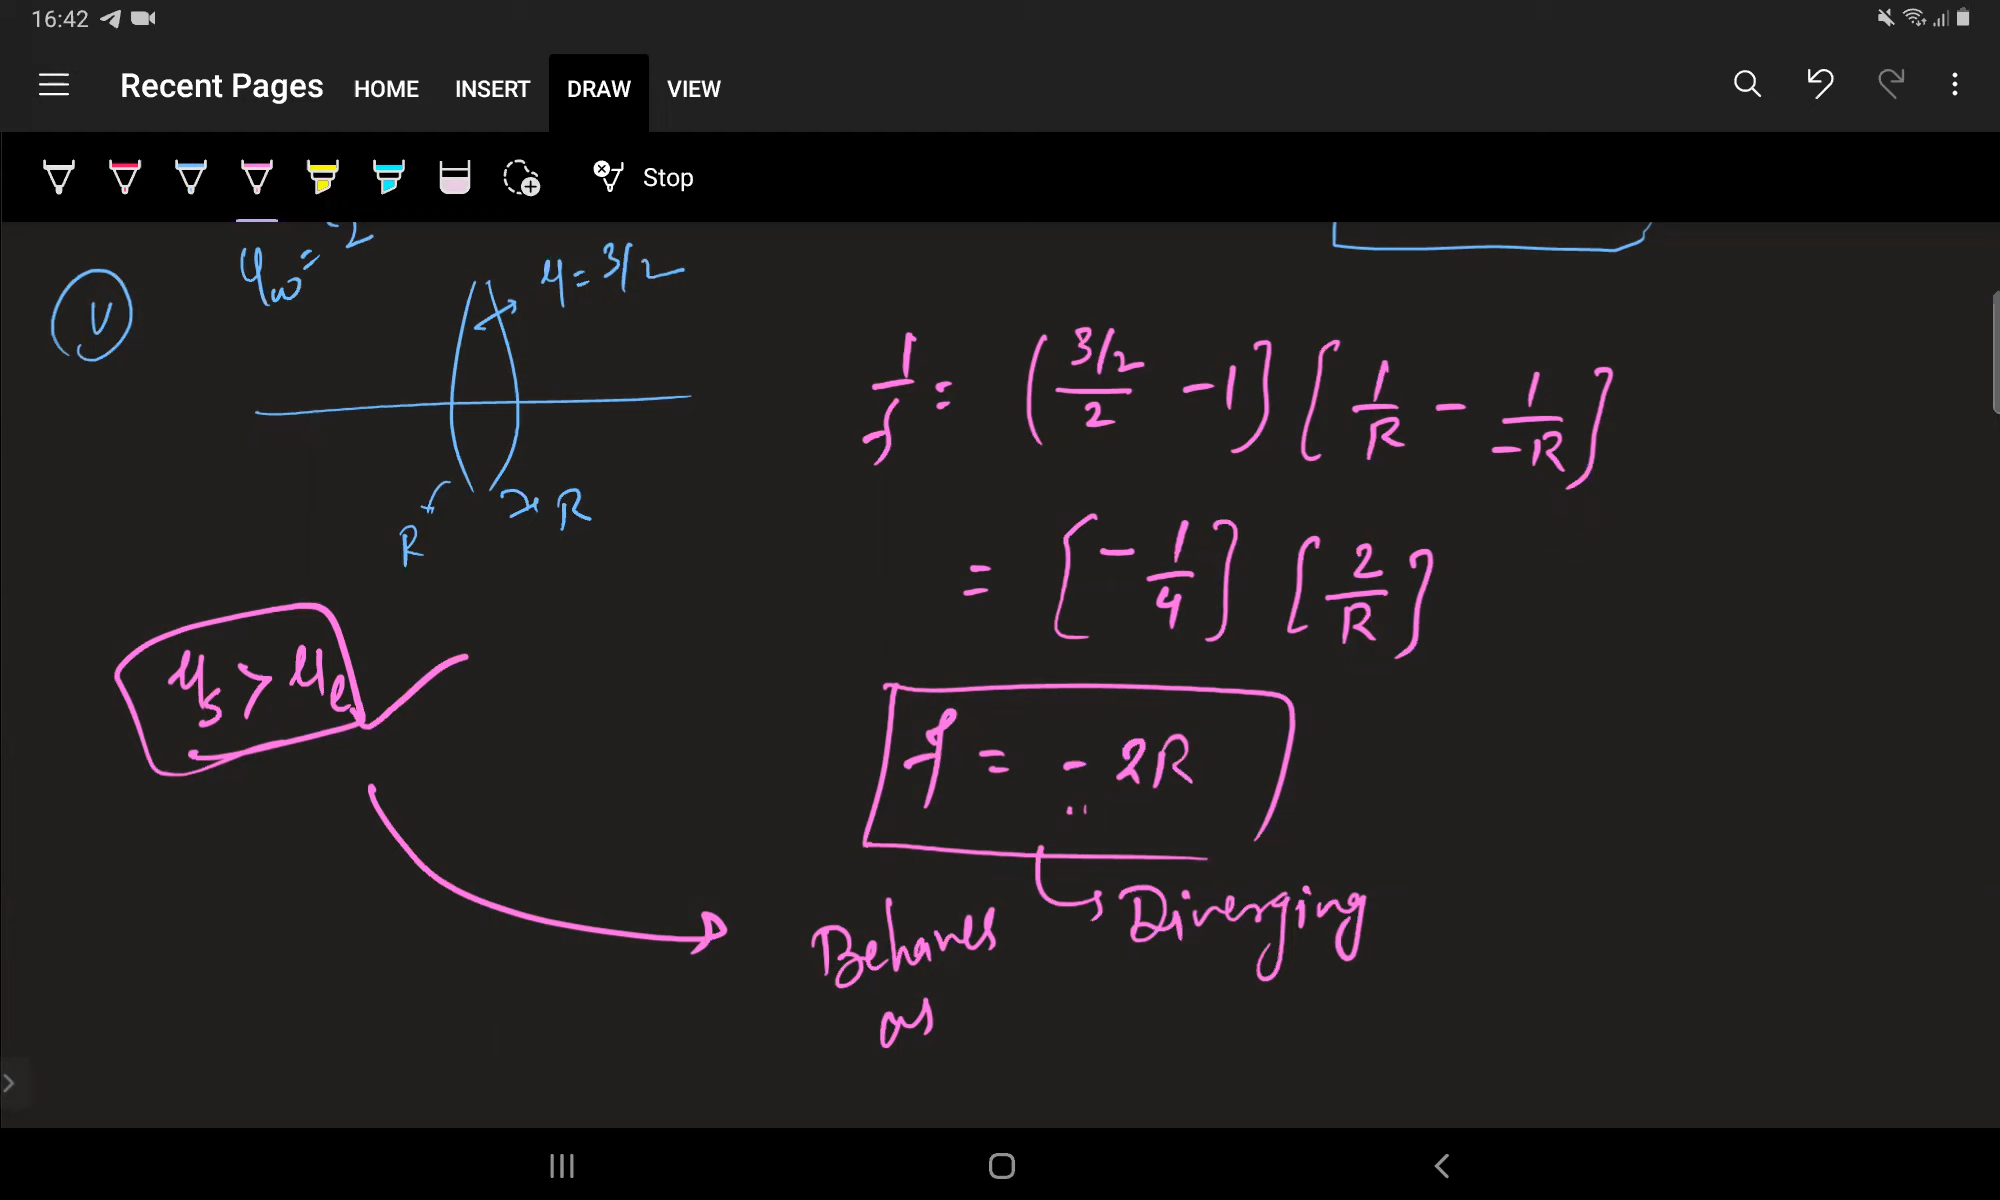 16:42
Recent Pages HOME INSERT DRAW VIEW
Stop
V
μw = 2
μ = 3/2
R
R
1/f = (3/2/2 - 1) [1/R - 1/-R]
= [-1/4] [2/R]
μs > μl
f = - 2R
Diverging
Behaves
as